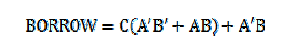 BORROW = C(A′B′ + AB) + A′B